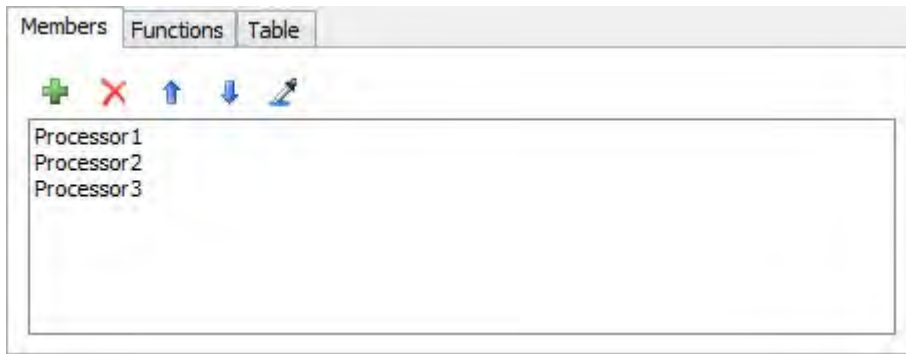 Members Functions Table
Processor1
Processor2
Processor3